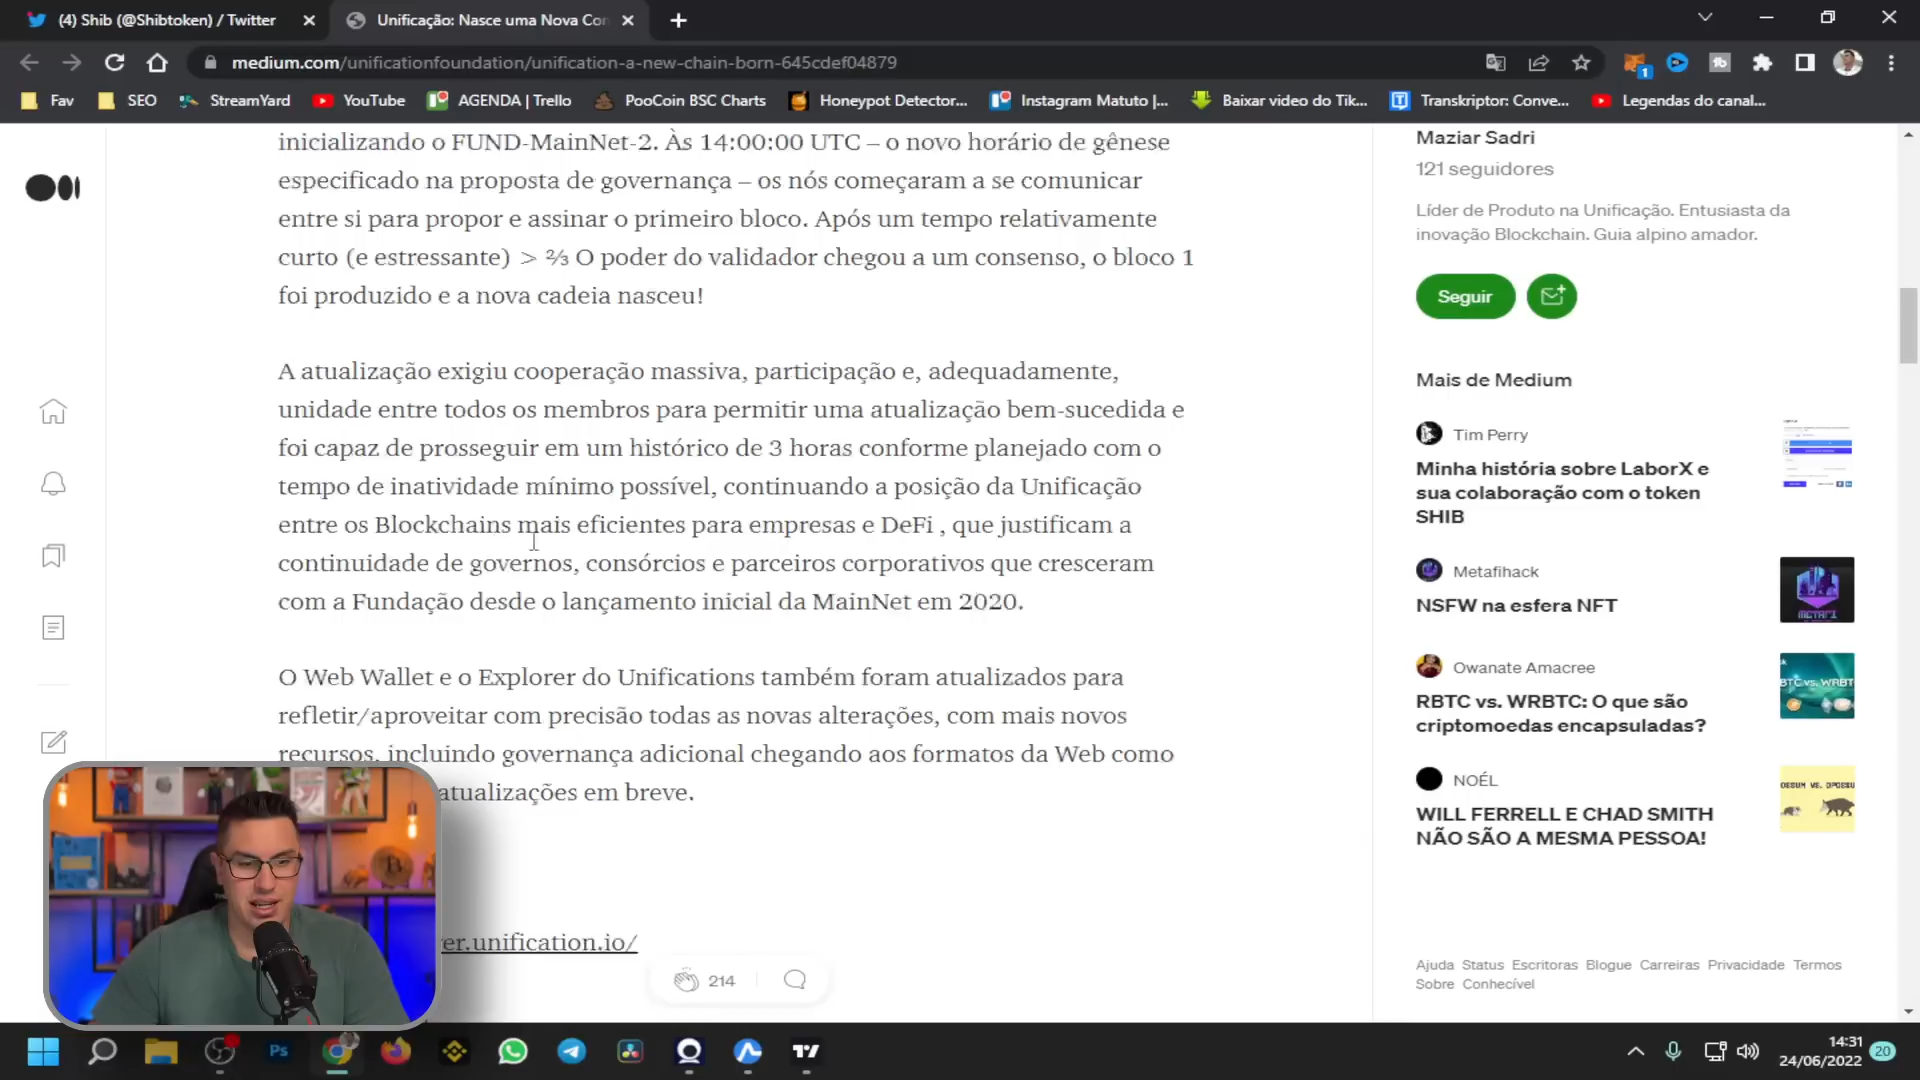 (4) Shib (@Shibtoken) / Twitter
Unificação: Nasce uma Nova Con
medium.com/unificationfoundation/unification-a-new-chain-born-645cdef04879
1
Fav
SEO
StreamYard
YouTube
AGENDA | Trello
PooCoin BSC Charts
Honeypot Detector...
Instagram Matuto |...
Baixar video do Tik...
Transkriptor: Conve...
Legendas do canal...
inicializando o FUND-MainNet-2. Às 14:00:00 UTC – o novo horário de gênese
especificado na proposta de governança – os nós começaram a se comunicar
entre si para propor e assinar o primeiro bloco. Após um tempo relativamente
curto (e estressante) > ⅔ O poder do validador chegou a um consenso, o bloco 1
foi produzido e a nova cadeia nasceu!
A atualização exigiu cooperação massiva, participação e, adequadamente,
unidade entre todos os membros para permitir uma atualização bem-sucedida e
foi capaz de prosseguir em um histórico de 3 horas conforme planejado com o
tempo de inatividade mínimo possível, continuando a posição da Unificação
entre os Blockchains mais eficientes para empresas e DeFi , que justificam a
continuidade de governos, consórcios e parceiros corporativos que cresceram
com a Fundação desde o lançamento inicial da MainNet em 2020.
O Web Wallet e o Explorer do Unifications também foram atualizados para
refletir/aproveitar com precisão todas as novas alterações, com mais novos
recursos, incluindo governança adicional chegando aos formatos da Web como
atualizações em breve.
er.unification.io/
214
Maziar Sadri
121 seguidores
Líder de Produto na Unificação. Entusiasta da
inovação Blockchain. Guia alpino amador.
Seguir
Mais de Medium
Tim Perry
Minha história sobre LaborX e
sua colaboração com o token
SHIB
Metafihack
NSFW na esfera NFT
METAFI
Owanate Amacree
RBTC vs. WRBTC: O que são
criptomoedas encapsuladas?
BTC vs. WRBT
NOÉL
WILL FERRELL E CHAD SMITH
NÃO SÃO A MESMA PESSOA!
OSSUM VS. OPOSSU
Ajuda Status Escritoras Blogue Carreiras Privacidade Termos
Sobre Conhecível
Ps
14:31
24/06/2022
20